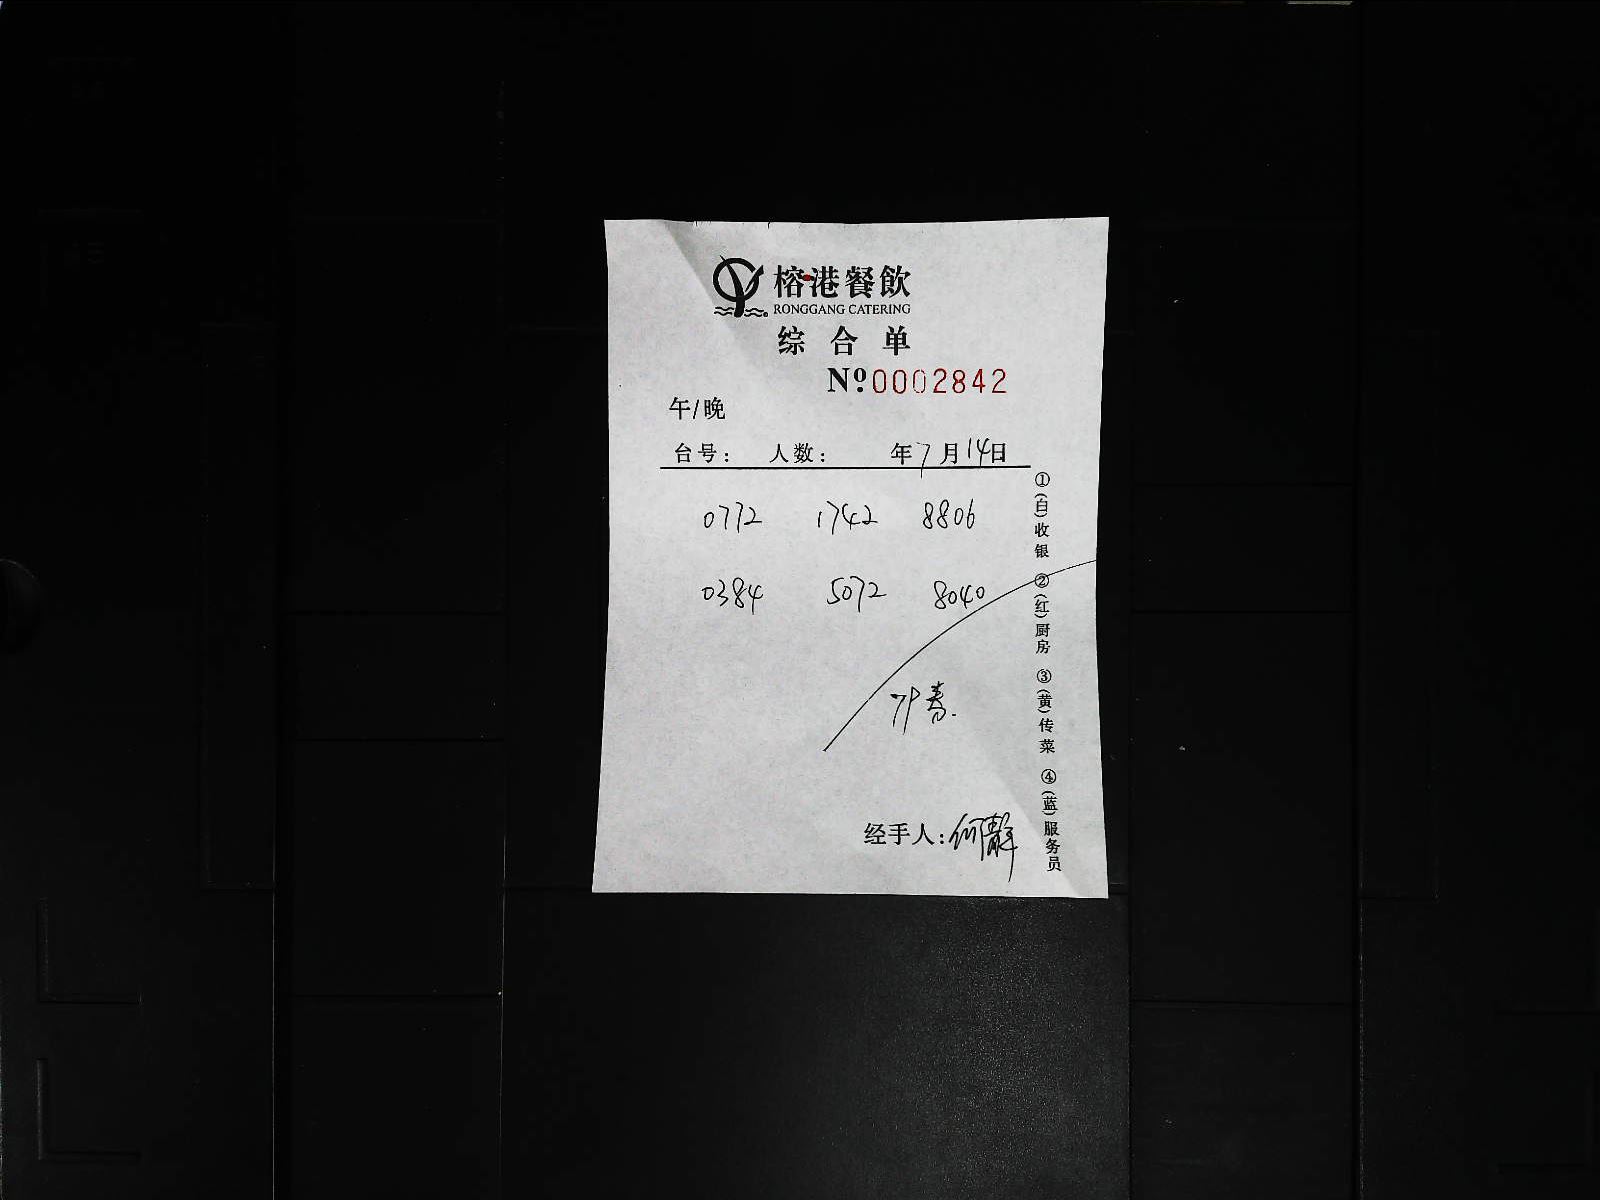 榕港餐飲
RONGGANG CATERING
综合单
Nº0002842
午/晚
台号： 人数： 年7月14日
0772 1742 8806
0384 5072 8040
经手人：何静
①(白)收银 ②(红)厨房 ③(黄)传菜 ④(蓝)服务员